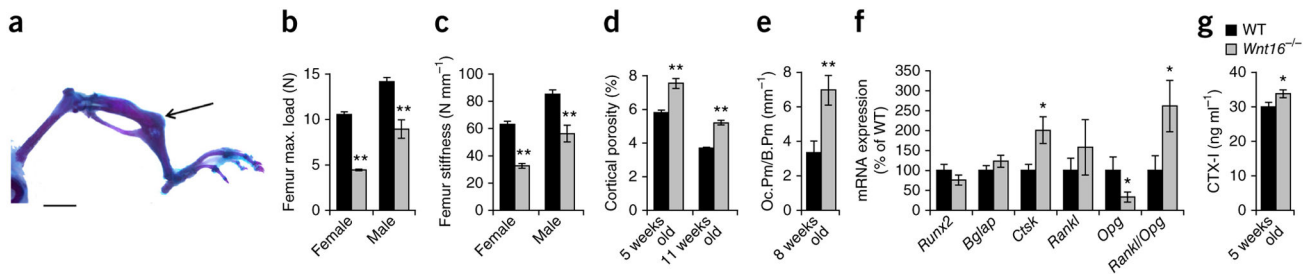 a
b
Femur max. load (N)
15
10
5
0
**
**
Female
Male
c
Femur stiffness (N mm−1)
100
80
60
40
20
0
**
**
Female
Male
d
Cortical porosity (%)
8
6
4
2
0
**
**
5 weeks old
11 weeks old
e
Oc.Pm/B.Pm (mm−1)
8
6
4
2
0
**
8 weeks old
f
mRNA expression
(% of WT)
350
300
250
200
150
100
50
0
*
*
*
Runx2
Bglap
Ctsk
Rankl
Opg
Rankl/Opg
g
WT
Wnt16−/−
CTX-I (ng ml−1)
40
30
20
10
0
*
5 weeks old